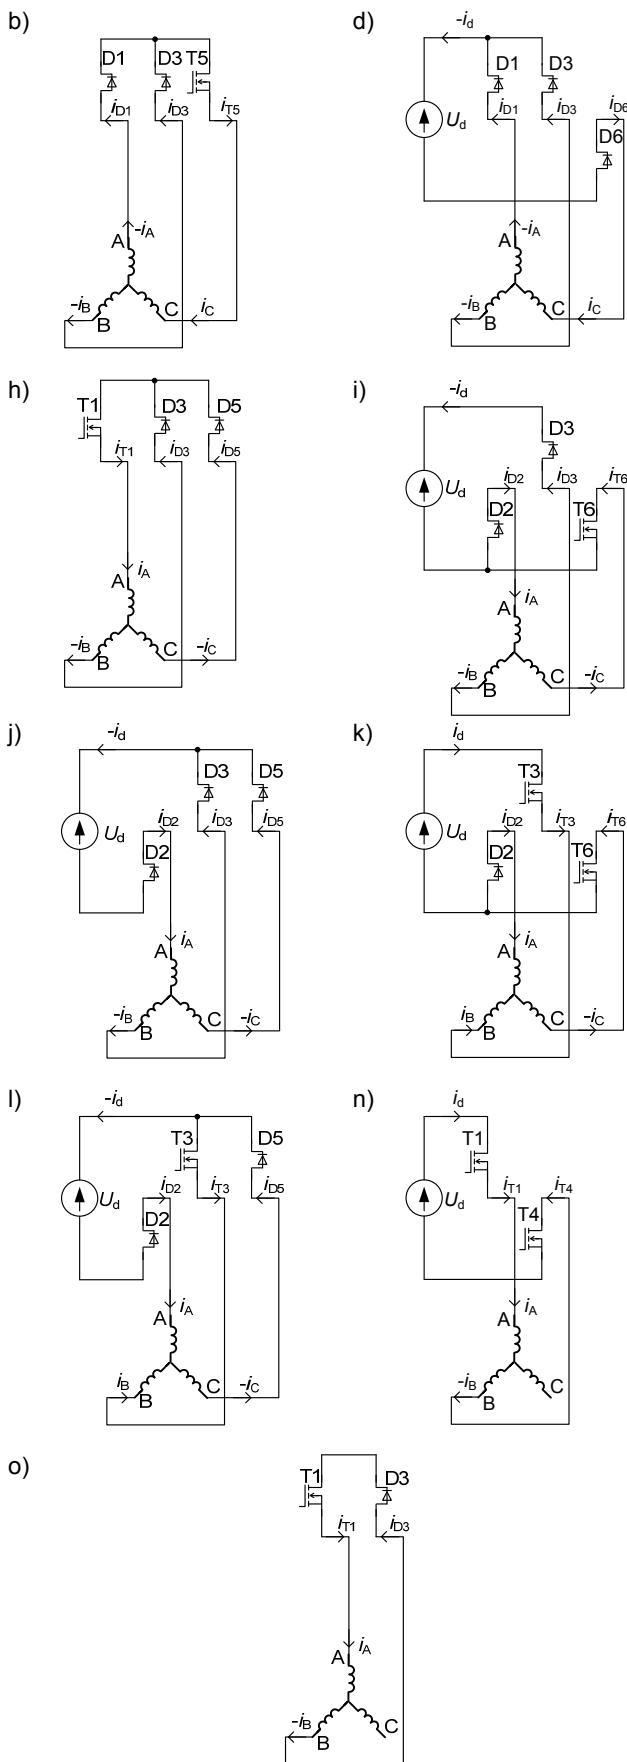 b)
D1 D3 T5
iD1 iD3 iT5
-iA
A
-iB C iC
B
d)
-id
D1 D3
iD1 iD3 iD6
Ud
D6
-iA
A
-iB C iC
B
h)
T1 D3 D5
iT1 iD3 iD5
iA
A
-iB C -iC
B
i)
-id
D3
iD2 iD3 iT6
Ud
D2 T6
iA
A
-iB C -iC
B
j)
-id
D3 D5
iD2 iD3 iD5
Ud
D2
iA
A
-iB C -iC
B
k)
id
T3
iD2 iT3 iT6
Ud
D2 T6
iA
A
iB C -iC
B
l)
-id
T3 D5
iD2 iT3 iD5
Ud
D2
iA
A
iB C -iC
B
n)
id
T1
iT1 iT4
Ud
T4
iA
A
-iB C
B
o)
T1 D3
iT1 iD3
iA
A
-iB C
B